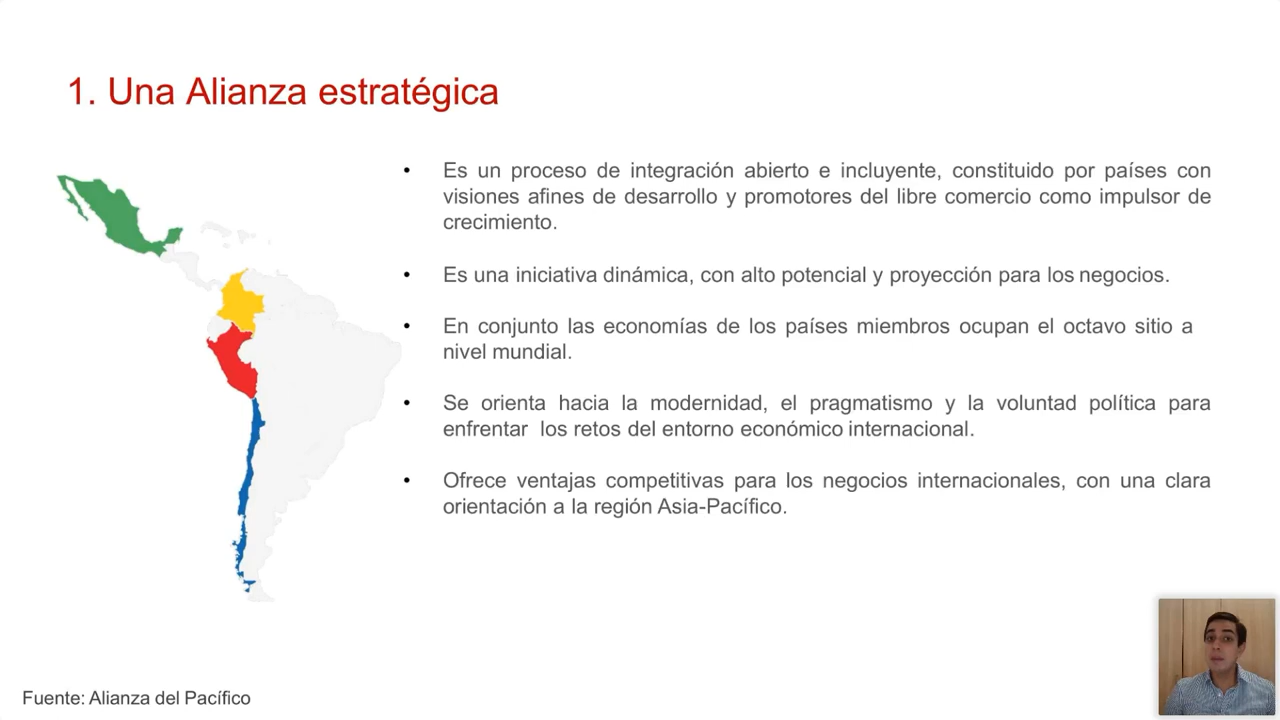 1. Una Alianza estratégica
• Es un proceso de integración abierto e incluyente, constituido por países con
visiones afines de desarrollo y promotores del libre comercio como impulsor de
crecimiento.
• Es una iniciativa dinámica, con alto potencial y proyección para los negocios.
• En conjunto las economías de los países miembros ocupan el octavo sitio a
nivel mundial.
• Se orienta hacia la modernidad, el pragmatismo y la voluntad política para
enfrentar los retos del entorno económico internacional.
• Ofrece ventajas competitivas para los negocios internacionales, con una clara
orientación a la región Asia-Pacífico.
Fuente: Alianza del Pacífico